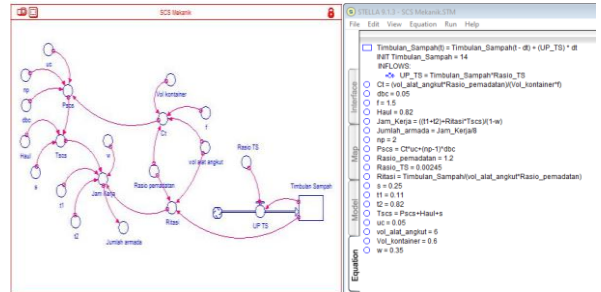 SCS Mekanik
uc
np
Pscs
dbc
Haul
Tscs
s
w
t1
Jam Kerja
t2
Jumlah armada
Vol kontainer
Ct
f
vol alat angkut
Rasio pemadatan
Ritasi
Rasio TS
Timbulan Sampah
UP TS
STELLA 9.1.3 - SCS Mekanik.STM
File Edit View Equation Run Help
Interface
Map
Model
Equation
Timbulan_Sampah(t) = Timbulan_Sampah(t - dt) + (UP_TS) * dt
INIT Timbulan_Sampah = 14
INFLOWS:
UP_TS = Timbulan_Sampah*Rasio_TS
Ct = (vol_alat_angkut*Rasio_pemadatan)/(Vol_kontainer*f)
dbc = 0.05
f = 1.5
Haul = 0.82
Jam_Kerja = ((t1+t2)+Ritasi*Tscs)/(1-w)
Jumlah_armada = Jam_Kerja/8
np = 2
Pscs = Ct*uc+(np-1)*dbc
Rasio_pemadatan = 1.2
Rasio_TS = 0.00245
Ritasi = Timbulan_Sampah/(vol_alat_angkut*Rasio_pemadatan)
s = 0.25
t1 = 0.11
t2 = 0.82
Tscs = Pscs+Haul+s
uc = 0.05
vol_alat_angkut = 6
Vol_kontainer = 0.6
w = 0.35